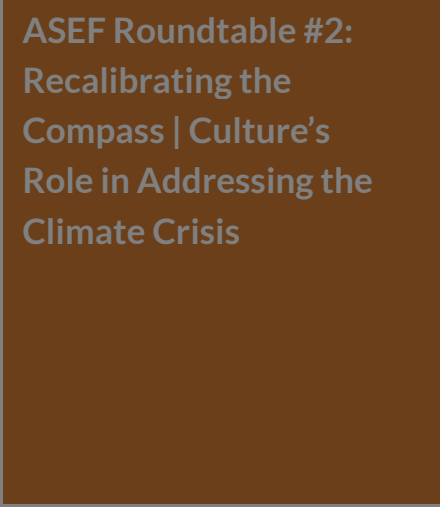 ASEF Roundtable #2:
Recalibrating the
Compass | Culture’s
Role in Addressing the
Climate Crisis